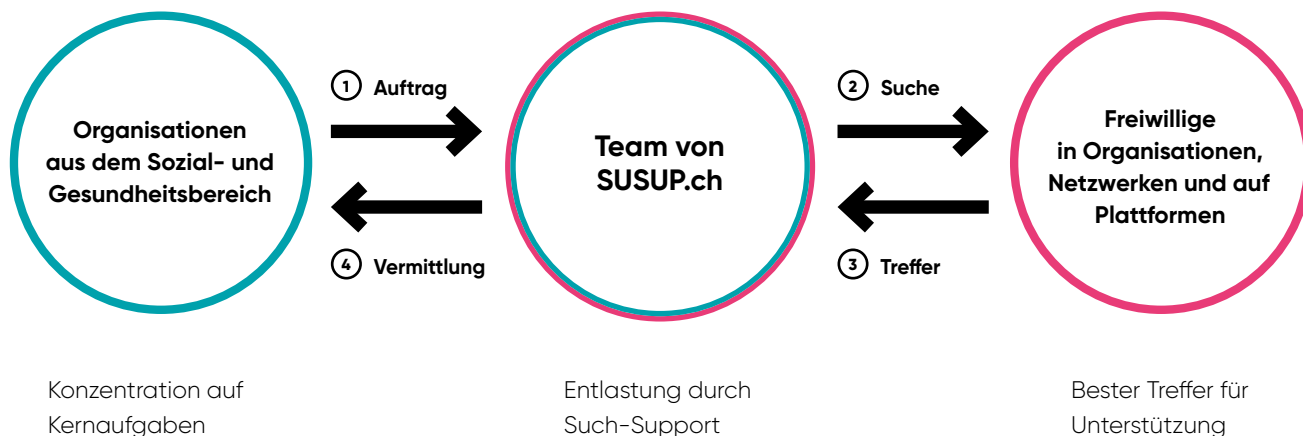 Organisationen
aus dem Sozial- und
Gesundheitsbereich
1 Auftrag
4 Vermittlung
Team von
SUSUP.ch
2 Suche
3 Treffer
Freiwillige
in Organisationen,
Netzwerken und auf
Plattformen
Konzentration auf
Kernaufgaben
Entlastung durch
Such-Support
Bester Treffer für
Unterstützung